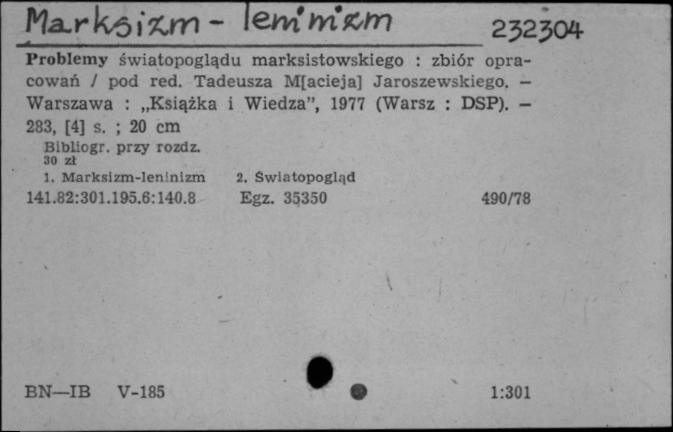 Marksizm - leninizm 232304
Problemy światopoglądu marksistowskiego : zbiór opra-
cowań / pod red. Tadeusza M[acieja] Jaroszewskiego. —
Warszawa : „Książka i Wiedza”, 1977 (Warsz : DSP). —
283, [4] s. ; 20 cm
Bibliogr. przy rozdz.
30 zł
1. Marksizm-leninizm 2. Światopogląd
141.82:301.195.6:140.8 Egz. 35350 490/78
BN—IB V-185 1:301